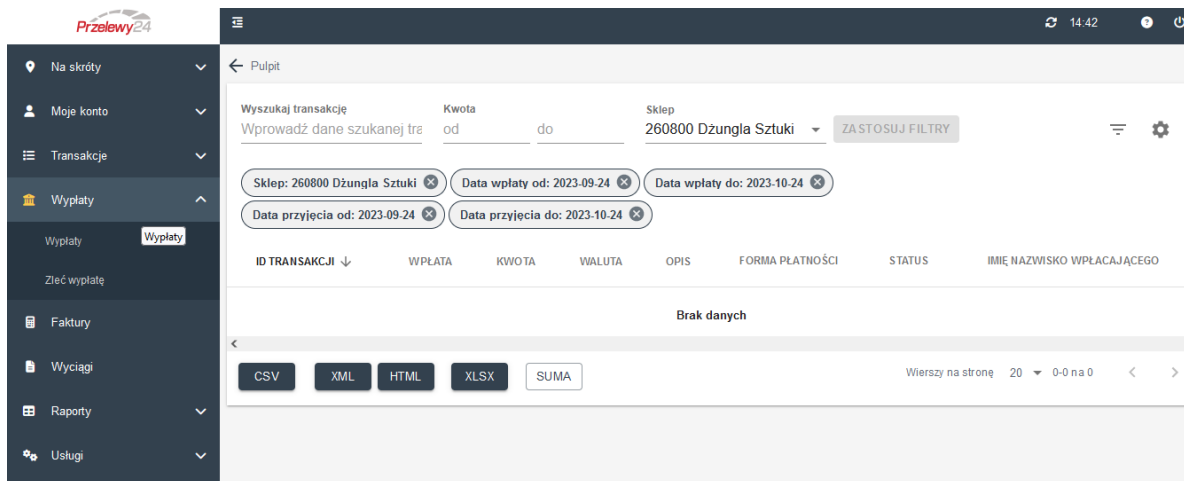 Przelewy24
14:42
Na skróty
Moje konto
Transakcje
Wypłaty
Wypłaty
Wypłaty
Zleć wypłatę
Faktury
Wyciągi
Raporty
Usługi
Pulpit
Wyszukaj transakcję Kwota Sklep
Wprowadź dane szukanej tra od do 260800 Dżungla Sztuki ZASTOSUJ FILTRY
Sklep: 260800 Dżungla Sztuki Data wpłaty od: 2023-09-24 Data wpłaty do: 2023-10-24
Data przyjęcia od: 2023-09-24 Data przyjęcia do: 2023-10-24
ID TRANSAKCJI WPŁATA KWOTA WALUTA OPIS FORMA PŁATNOŚCI STATUS IMIĘ NAZWISKO WPŁACAJĄCEGO
Brak danych
CSV XML HTML XLSX SUMA Wierszy na stronę 20 0-0 na 0